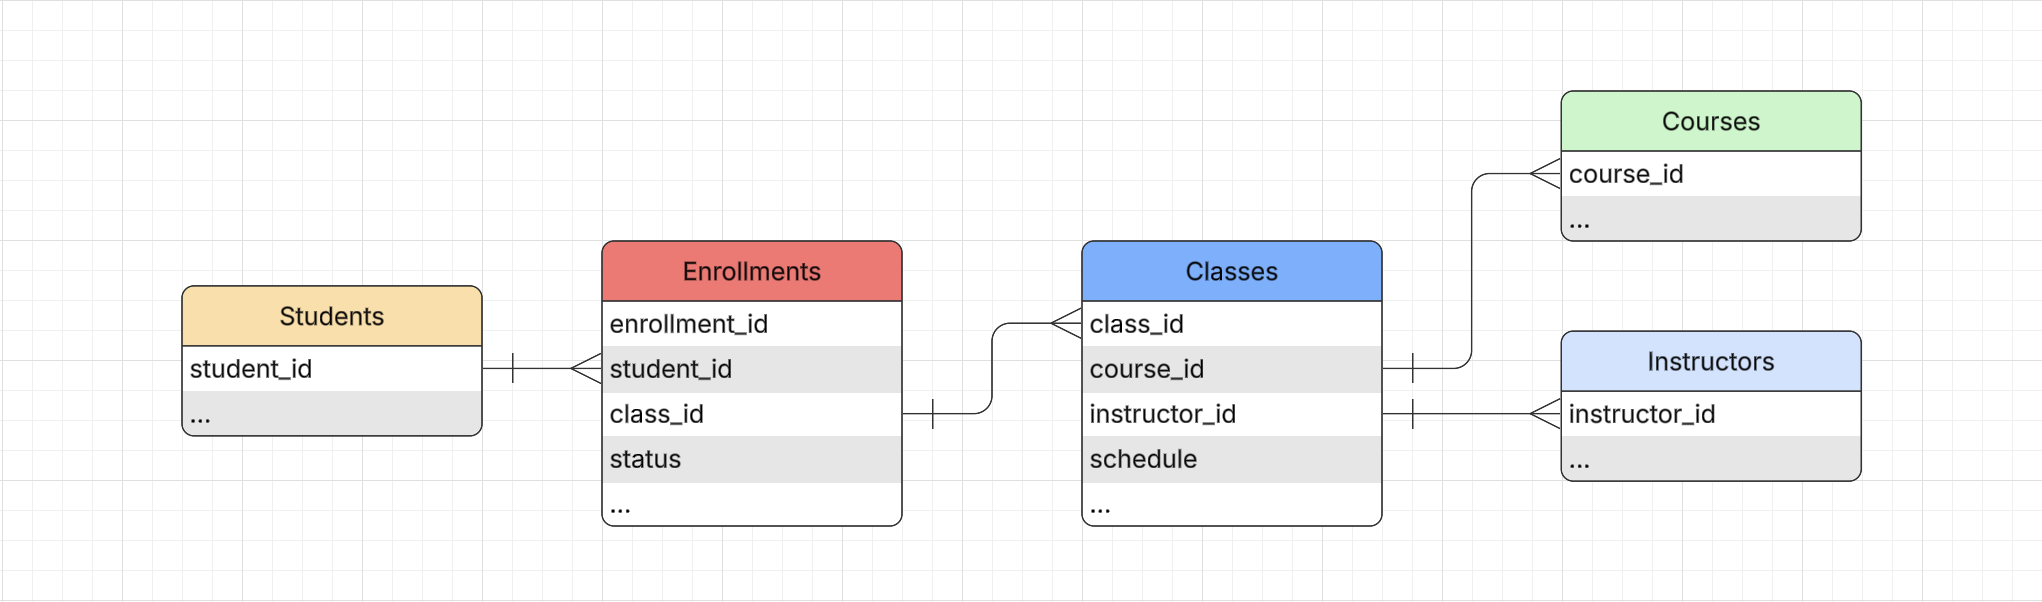 Students
student_id
...
Enrollments
enrollment_id
student_id
class_id
status
...
Classes
class_id
course_id
instructor_id
schedule
...
Courses
course_id
...
Instructors
instructor_id
...